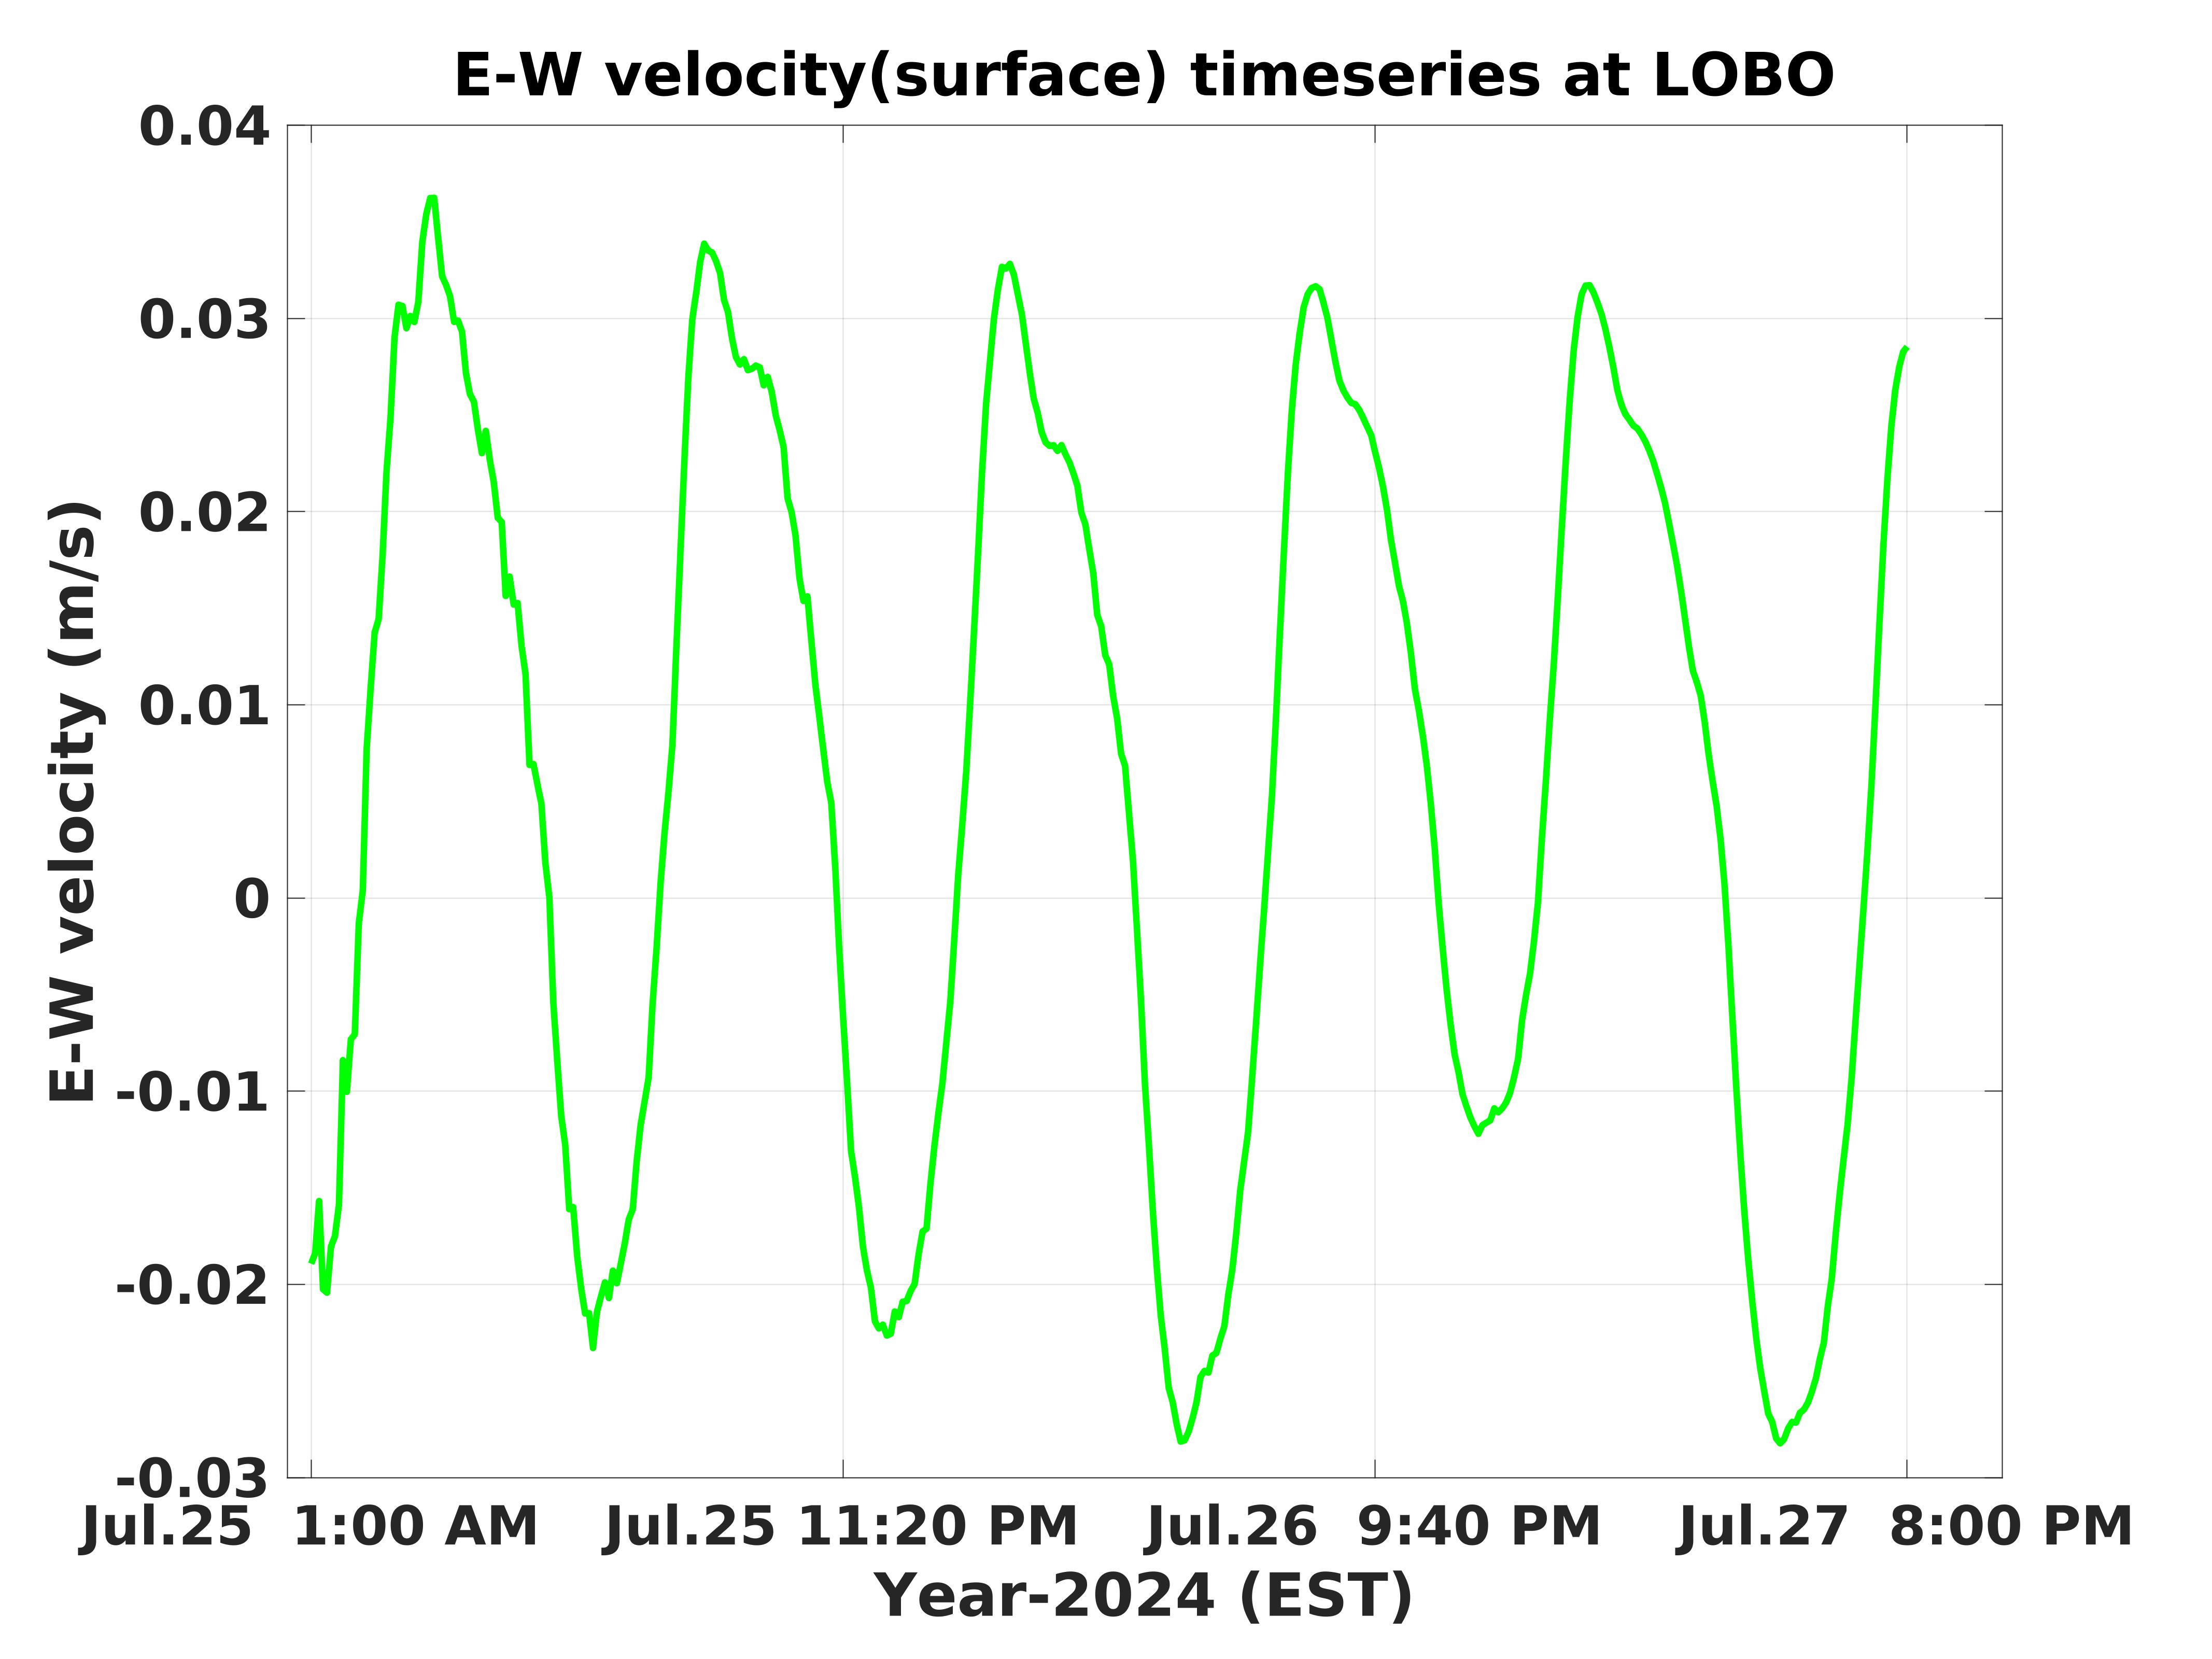 E-W velocity(surface) timeseries at LOBO
0.04
0.03
0.02
0.01
0
-0.01
-0.02
-0.03
E-W velocity (m/s)
Jul.25 1:00 AM
Jul.25 11:20 PM
Jul.26 9:40 PM
Jul.27 8:00 PM
Year-2024 (EST)